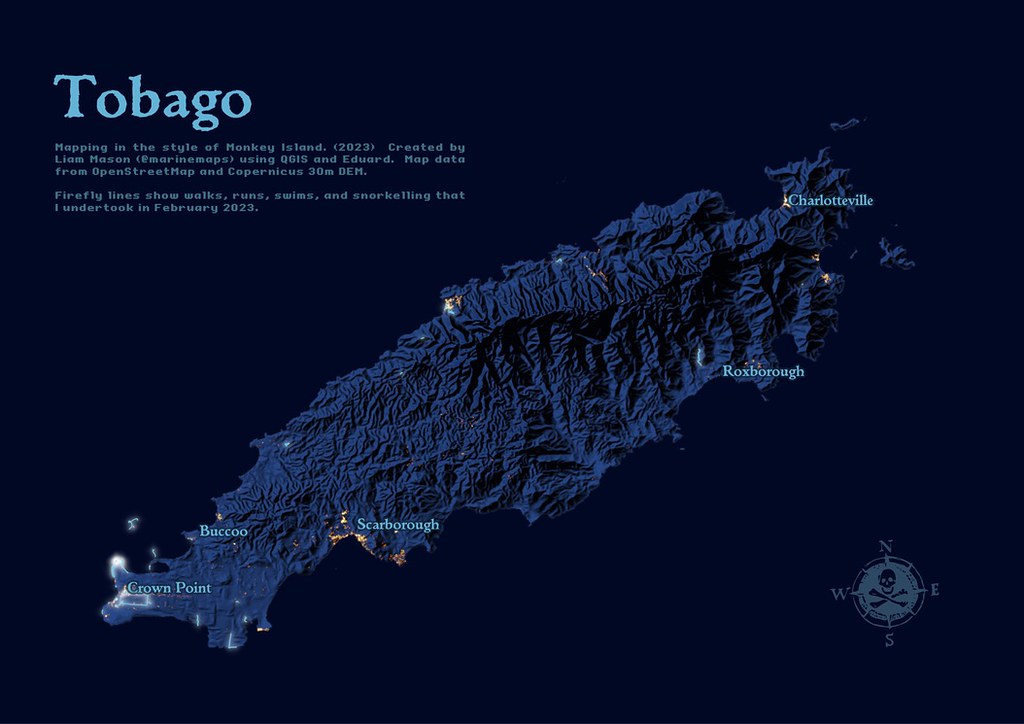 Tobago
Mapping in the style of Monkey Island. (2023) Created by
Liam Mason (@marinemaps) using QGIS and Eduard. Map data
from OpenStreetMap and Copernicus 30m DEM.
Firefly lines show walks, runs, swims, and snorkelling that
I undertook in February 2023.
Charlotteville
Roxborough
Scarborough
Buccoo
Crown Point
N
W
E
S